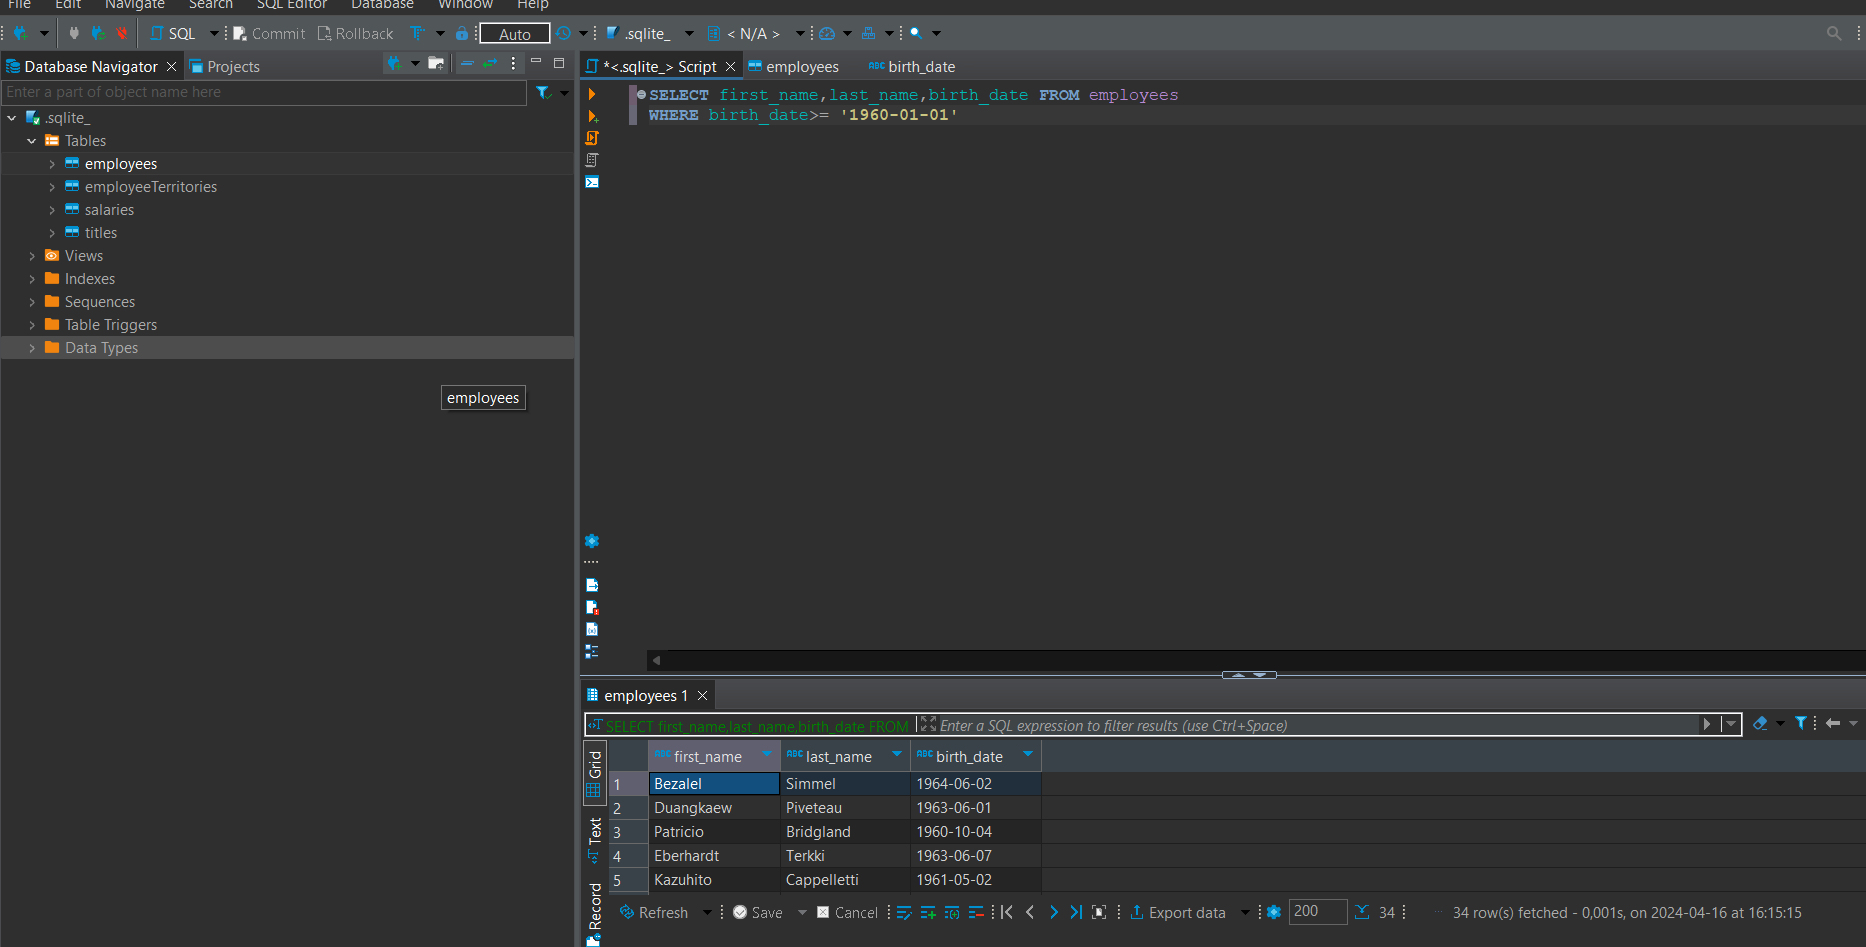 File Edit Navigate Search SQL Editor Database Window Help
SQL Commit Rollback Auto .sqlite_ < N/A >
Database Navigator Projects
Enter a part of object name here
.sqlite_
Tables
employees
employeeTerritories
salaries
titles
Views
Indexes
Sequences
Table Triggers
Data Types
employees
*<.sqlite_> Script employees ABC birth_date
SELECT first_name,last_name,birth_date FROM employees
WHERE birth_date>= '1960-01-01'
employees 1
SELECT first_name,last_name,birth_date FROM Enter a SQL expression to filter results (use Ctrl+Space)
Grid
Text
Record
ABC first_name ABC last_name ABC birth_date
1 Bezalel Simmel 1964-06-02
2 Duangkaew Piveteau 1963-06-01
3 Patricio Bridgland 1960-10-04
4 Eberhardt Terkki 1963-06-07
5 Kazuhito Cappelletti 1961-05-02
Refresh Save Cancel Export data 200 34 34 row(s) fetched - 0,001s, on 2024-04-16 at 16:15:15